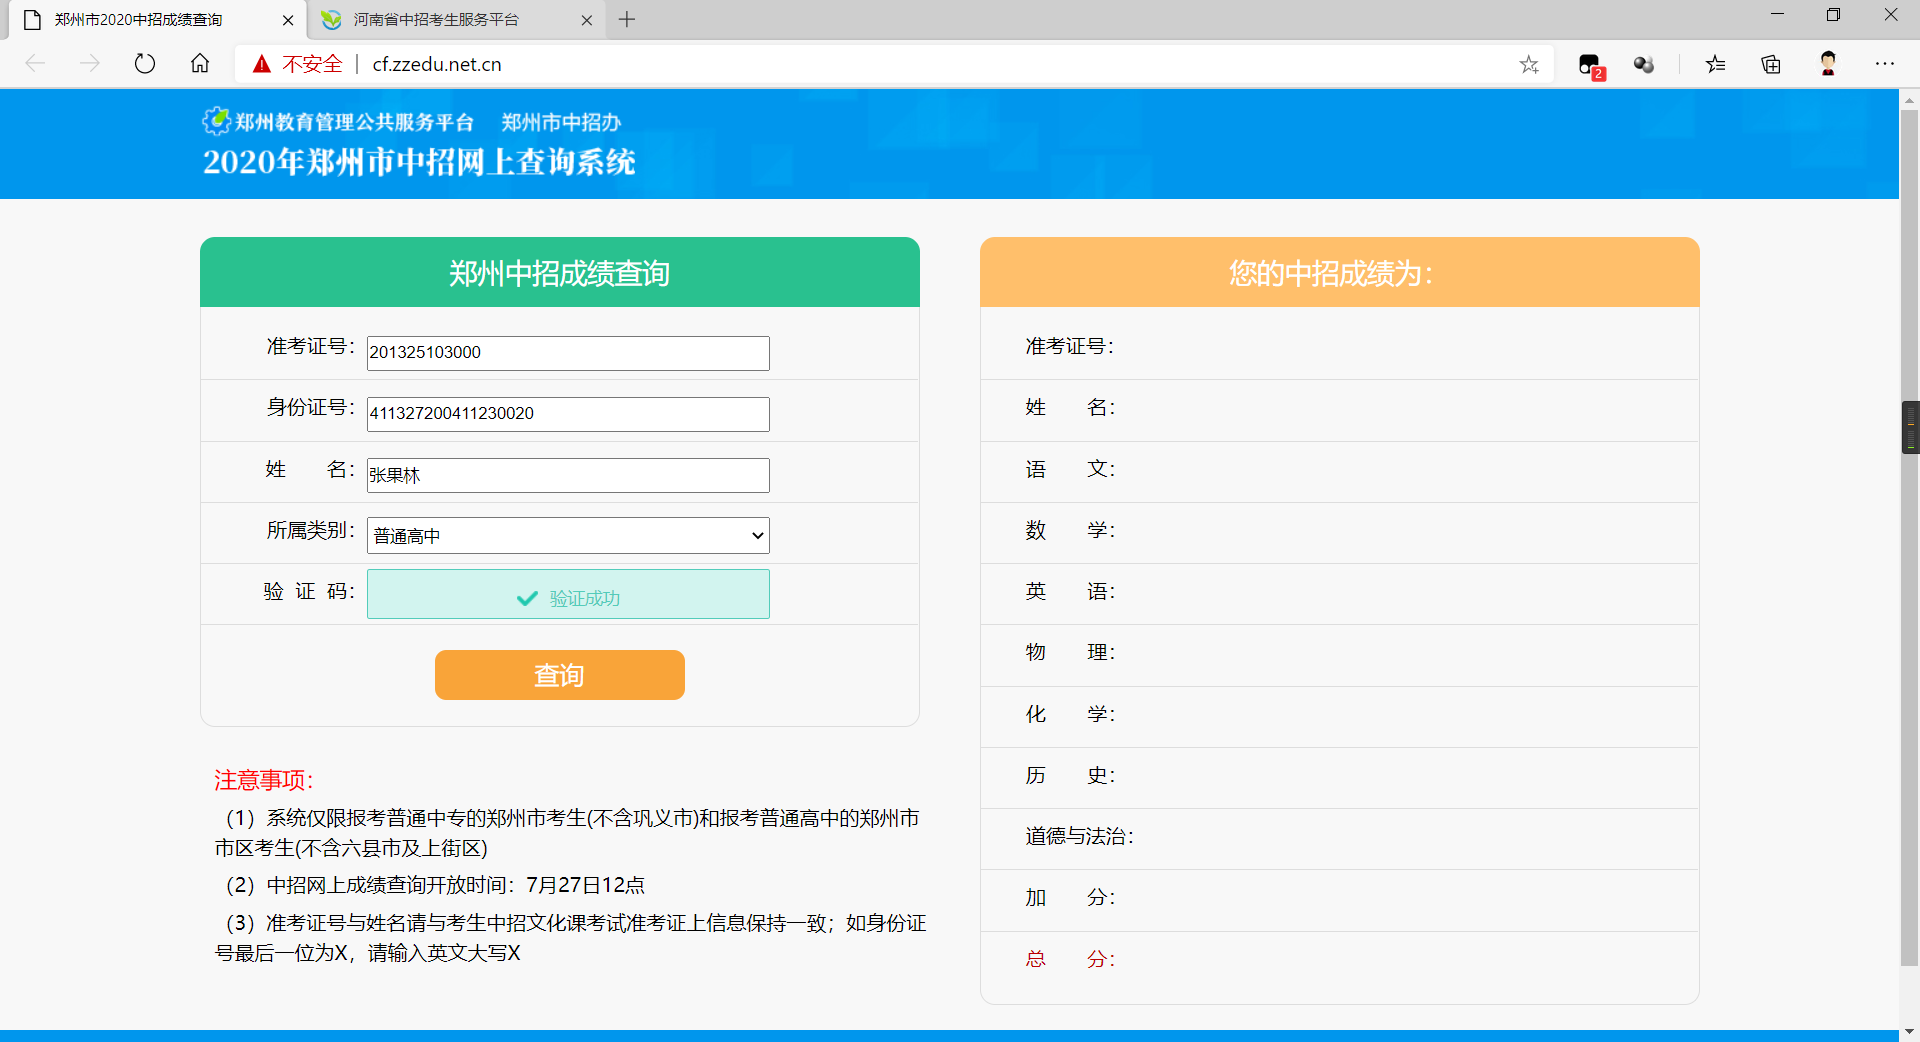 郑州市2020中招成绩查询
河南省中招考生服务平台
不安全
cf.zzedu.net.cn
2
郑州教育管理公共服务平台 郑州市中招办
2020年郑州市中招网上查询系统
郑州中招成绩查询
准考证号：
201325103000
身份证号：
411327200411230020
姓 名：
张果林
所属类别：
普通高中
验 证 码：
验证成功
查询
注意事项：
（1）系统仅限报考普通中专的郑州市考生(不含巩义市)和报考普通高中的郑州市
市区考生(不含六县市及上街区)
（2）中招网上成绩查询开放时间：7月27日12点
（3）准考证号与姓名请与考生中招文化课考试准考证上信息保持一致；如身份证
号最后一位为X，请输入英文大写X
您的中招成绩为：
准考证号：
姓 名：
语 文：
数 学：
英 语：
物 理：
化 学：
历 史：
道德与法治：
加 分：
总 分：